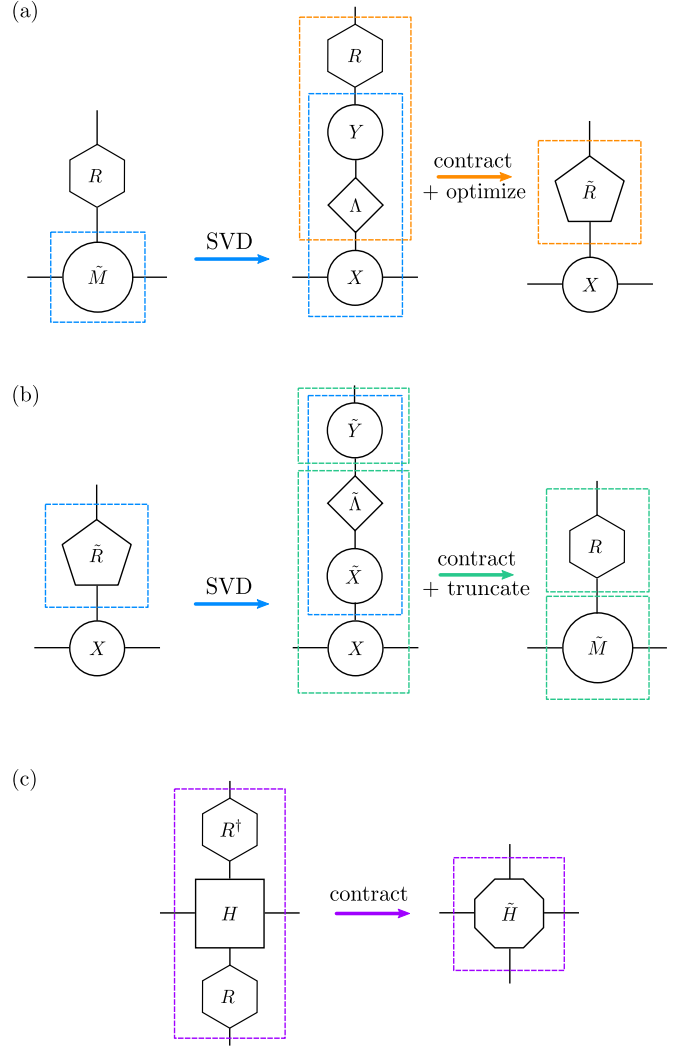 (a)
R
M̃
SVD
R
Y
Λ
X
contract
+ optimize
R̃
X
(b)
R̃
X
SVD
Ỹ
Λ̃
X̃
X
contract
+ truncate
R
M̃
(c)
R†
H
R
contract
H̃